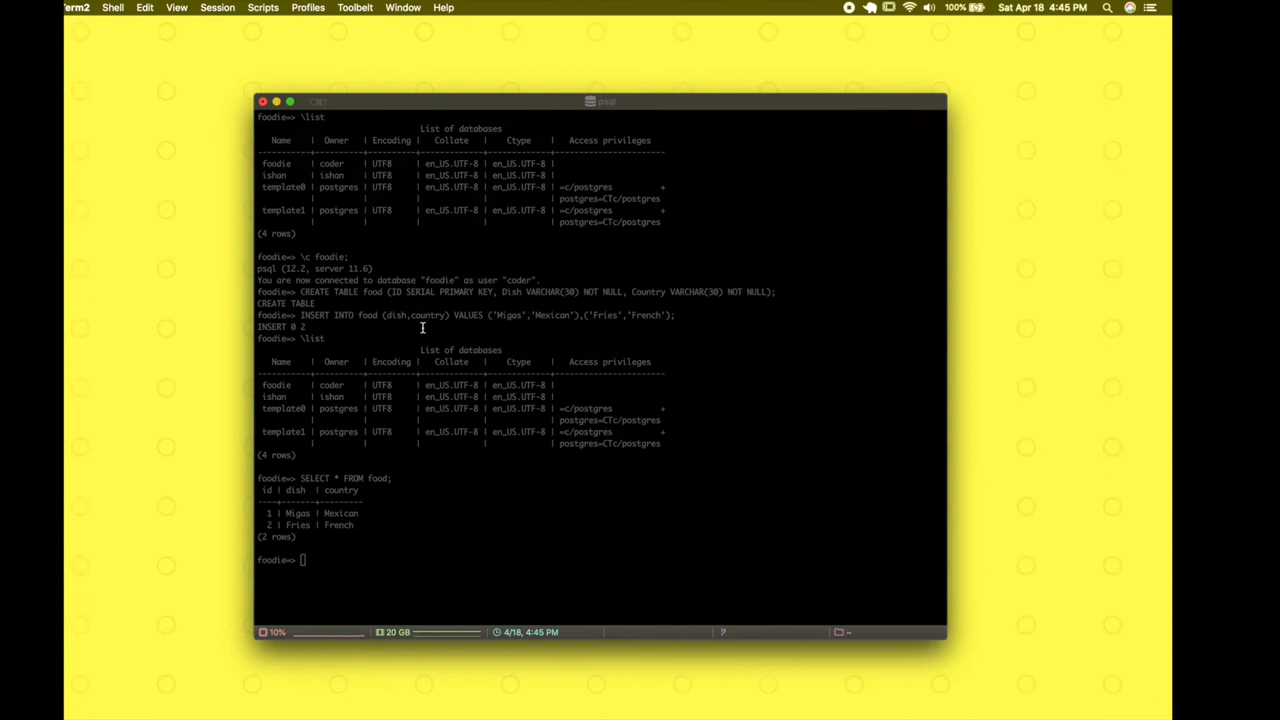 erm2 Shell Edit View Session Scripts Profiles Toolbelt Window Help 100% Sat Apr 18 4:45 PM
⌥⌘1 psql
foodie=> \list
List of databases
Name | Owner | Encoding | Collate | Ctype | Access privileges
-----------+----------+----------+-------------+-------------+-----------------------
foodie | coder | UTF8 | en_US.UTF-8 | en_US.UTF-8 |
ishan | ishan | UTF8 | en_US.UTF-8 | en_US.UTF-8 |
template0 | postgres | UTF8 | en_US.UTF-8 | en_US.UTF-8 | =c/postgres +
| | | | | postgres=CTc/postgres
template1 | postgres | UTF8 | en_US.UTF-8 | en_US.UTF-8 | =c/postgres +
| | | | | postgres=CTc/postgres
(4 rows)
foodie=> \c foodie;
psql (12.2, server 11.6)
You are now connected to database "foodie" as user "coder".
foodie=> CREATE TABLE food (ID SERIAL PRIMARY KEY, Dish VARCHAR(30) NOT NULL, Country VARCHAR(30) NOT NULL);
CREATE TABLE
foodie=> INSERT INTO food (dish,country) VALUES ('Migas','Mexican'),('Fries','French');
INSERT 0 2
foodie=> \list
List of databases
Name | Owner | Encoding | Collate | Ctype | Access privileges
-----------+----------+----------+-------------+-------------+-----------------------
foodie | coder | UTF8 | en_US.UTF-8 | en_US.UTF-8 |
ishan | ishan | UTF8 | en_US.UTF-8 | en_US.UTF-8 |
template0 | postgres | UTF8 | en_US.UTF-8 | en_US.UTF-8 | =c/postgres +
| | | | | postgres=CTc/postgres
template1 | postgres | UTF8 | en_US.UTF-8 | en_US.UTF-8 | =c/postgres +
| | | | | postgres=CTc/postgres
(4 rows)
foodie=> SELECT * FROM food;
id | dish | country
----+-------+---------
1 | Migas | Mexican
2 | Fries | French
(2 rows)
foodie=>
10% 20 GB 4/18, 4:45 PM ~